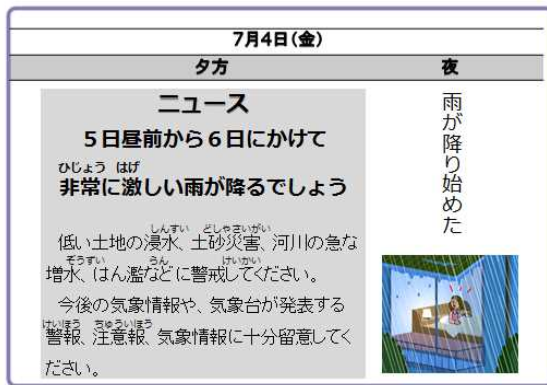 7月4日(金)
夕方
夜
ニュース
5日昼前から6日にかけて
ひじょう はげ
非常に激しい雨が降るでしょう
しんすい どしゃさいがい
低い土地の浸水、土砂災害、河川の急な
ぞうすい らん けいかい
増水、はん濫などに警戒してください。
今後の気象情報や、気象台が発表する
けいほう ちゅういほう
警報、注意報、気象情報に十分留意してく
ださい。
雨が降り始めた